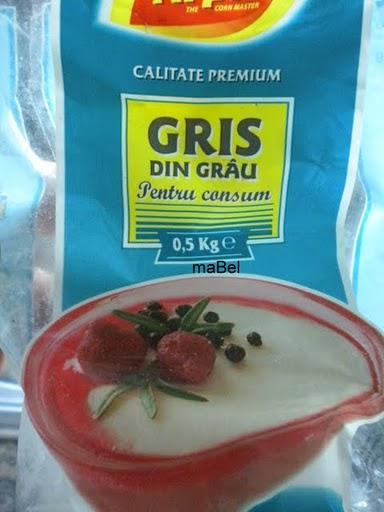 THE CORN MASTER
CALITATE PREMIUM
GRIS
DIN GRÂU
Pentru consum
0,5 Kg e
maBel